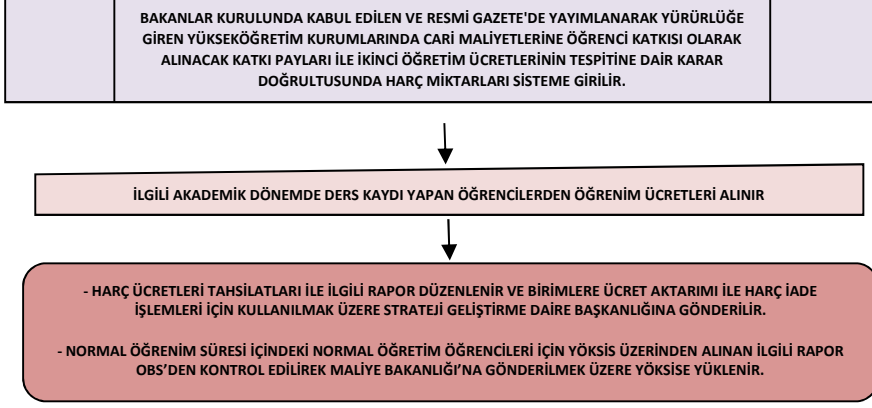 BAKANLAR KURULUNDA KABUL EDİLEN VE RESMİ GAZETE'DE YAYIMLANARAK YÜRÜRLÜĞE
GİREN YÜKSEKÖĞRETİM KURUMLARINDA CARİ MALİYETLERİNE ÖĞRENCİ KATKISI OLARAK
ALINACAK KATKI PAYLARI İLE İKİNCİ ÖĞRETİM ÜCRETLERİNİN TESPİTİNE DAİR KARAR
DOĞRULTUSUNDA HARÇ MİKTARLARI SİSTEME GİRİLİR.
İLGİLİ AKADEMİK DÖNEMDE DERS KAYDI YAPAN ÖĞRENCİLERDEN ÖĞRENİM ÜCRETLERİ ALINIR
- HARÇ ÜCRETLERİ TAHSİLATLARI İLE İLGİLİ RAPOR DÜZENLENİR VE BİRİMLERE ÜCRET AKTARIMI İLE HARÇ İADE
İŞLEMLERİ İÇİN KULLANILMAK ÜZERE STRATEJİ GELİŞTİRME DAİRE BAŞKANLIĞINA GÖNDERİLİR.
- NORMAL ÖĞRENİM SÜRESİ İÇİNDEKİ NORMAL ÖĞRETİM ÖĞRENCİLERİ İÇİN YÖKSİS ÜZERİNDEN ALINAN İLGİLİ RAPOR
OBS’DEN KONTROL EDİLİREK MALİYE BAKANLIĞI’NA GÖNDERİLMEK ÜZERE YÖKSİSE YÜKLENİR.